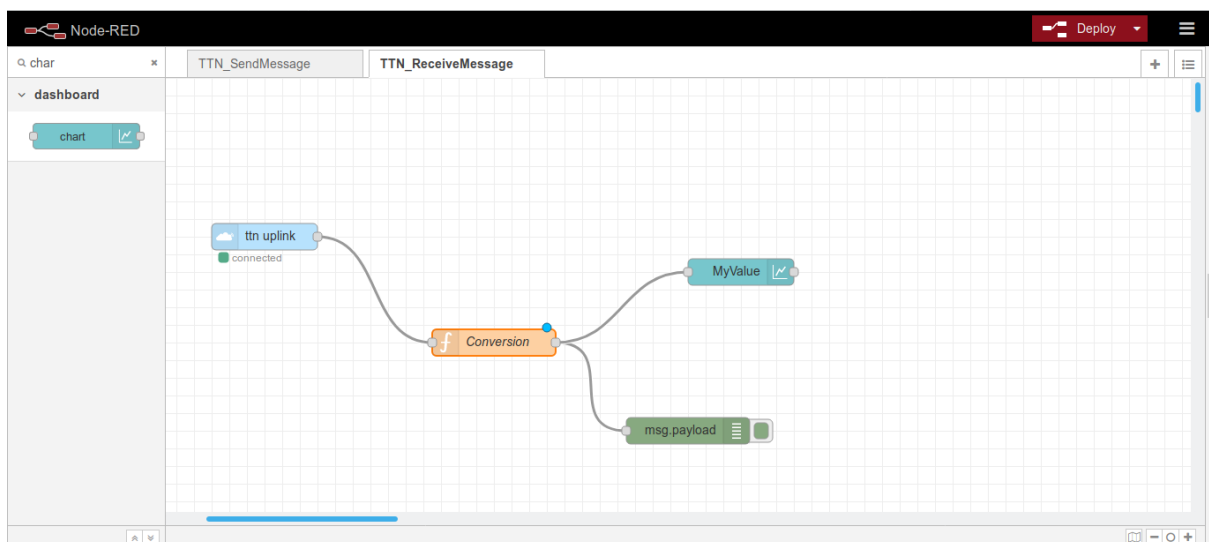 Node-RED
Deploy
char
TTN_SendMessage
TTN_ReceiveMessage
dashboard
chart
ttn uplink
connected
MyValue
Conversion
msg.payload